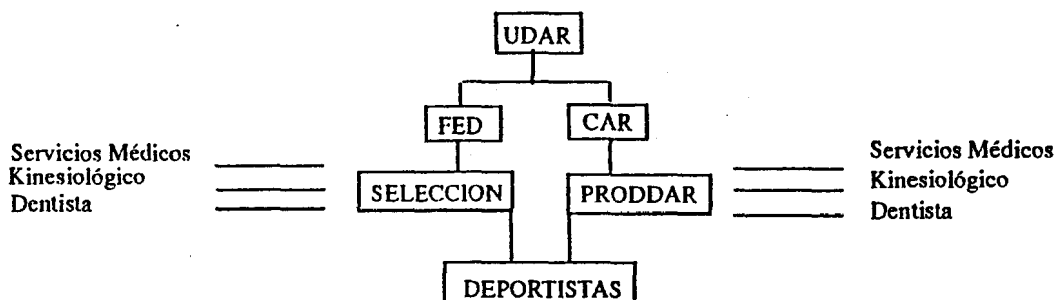 UDAR
FED CAR
Servicios Médicos
Kinesiológico
Dentista
SELECCION PRODDAR
Servicios Médicos
Kinesiológico
Dentista
DEPORTISTAS